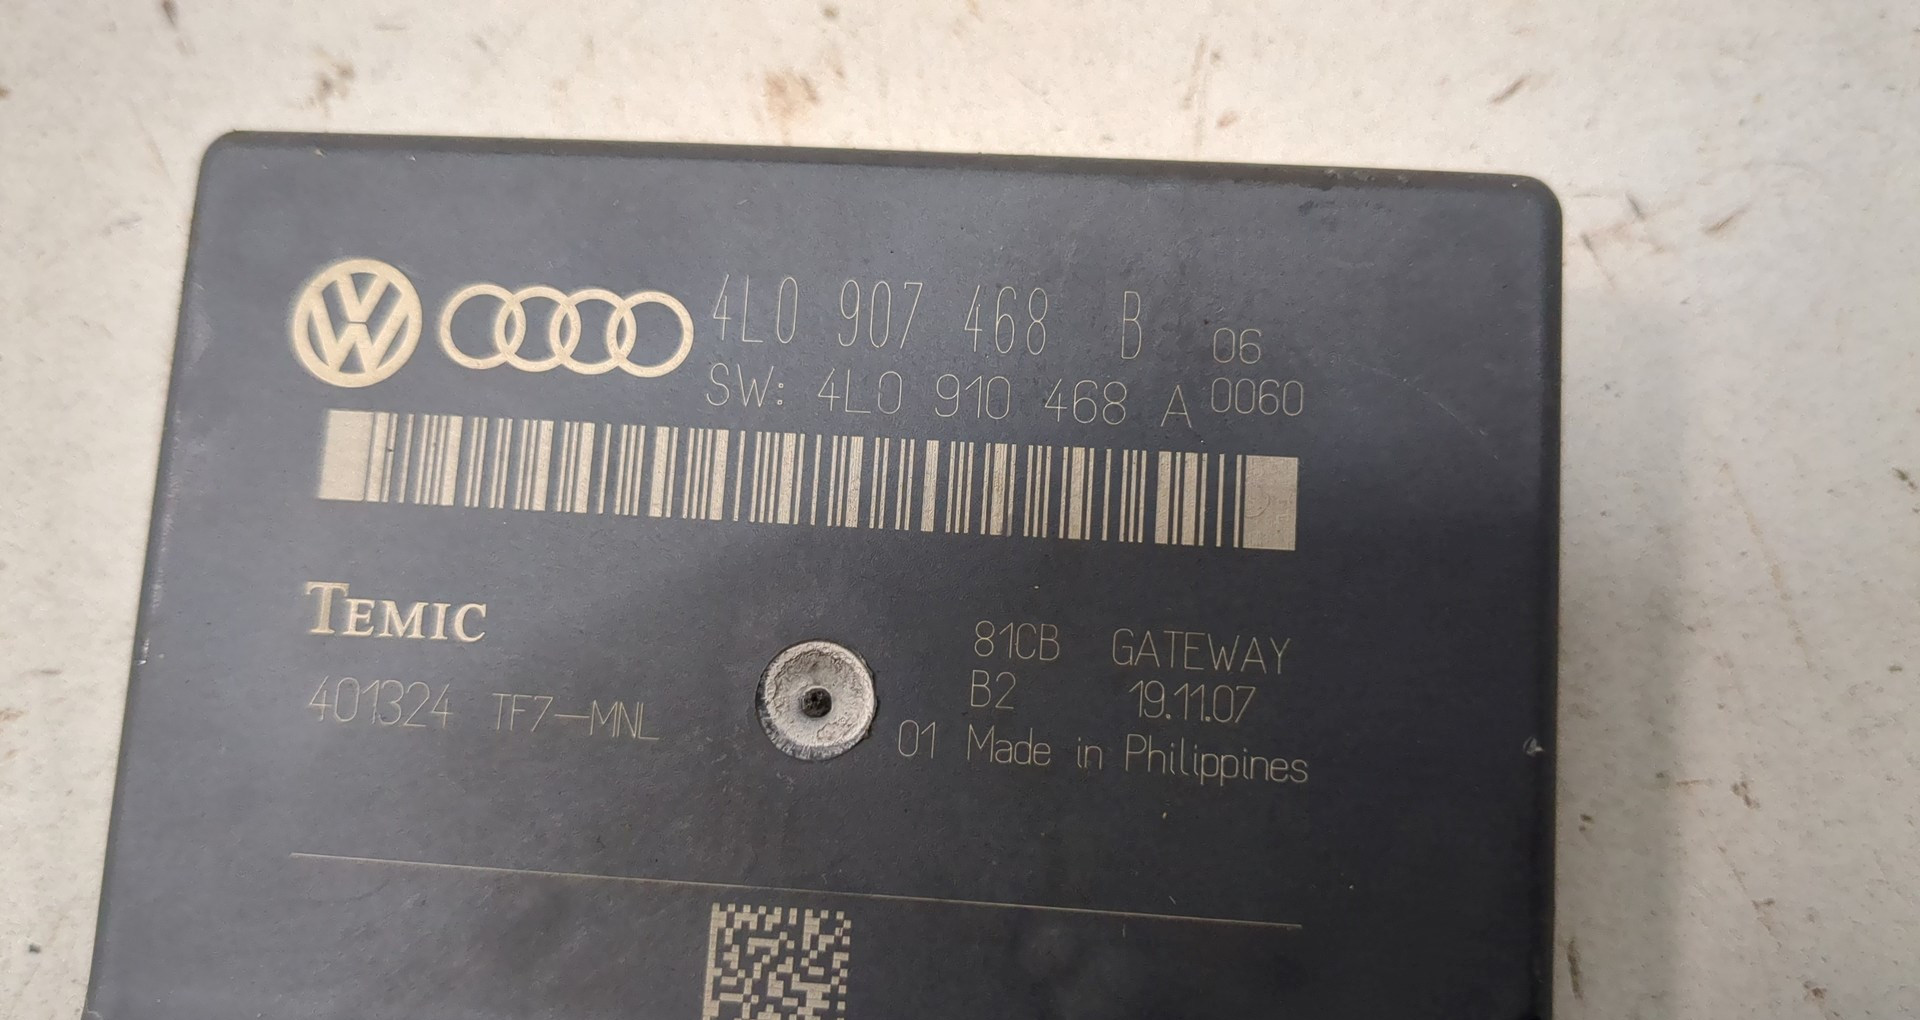 4L0 907 468 B 06
SW: 4L0 910 468 A 0060
TEMIC
81CB GATEWAY
401324 TF7-MNL
B2 19.11.07
01 Made in Philippines